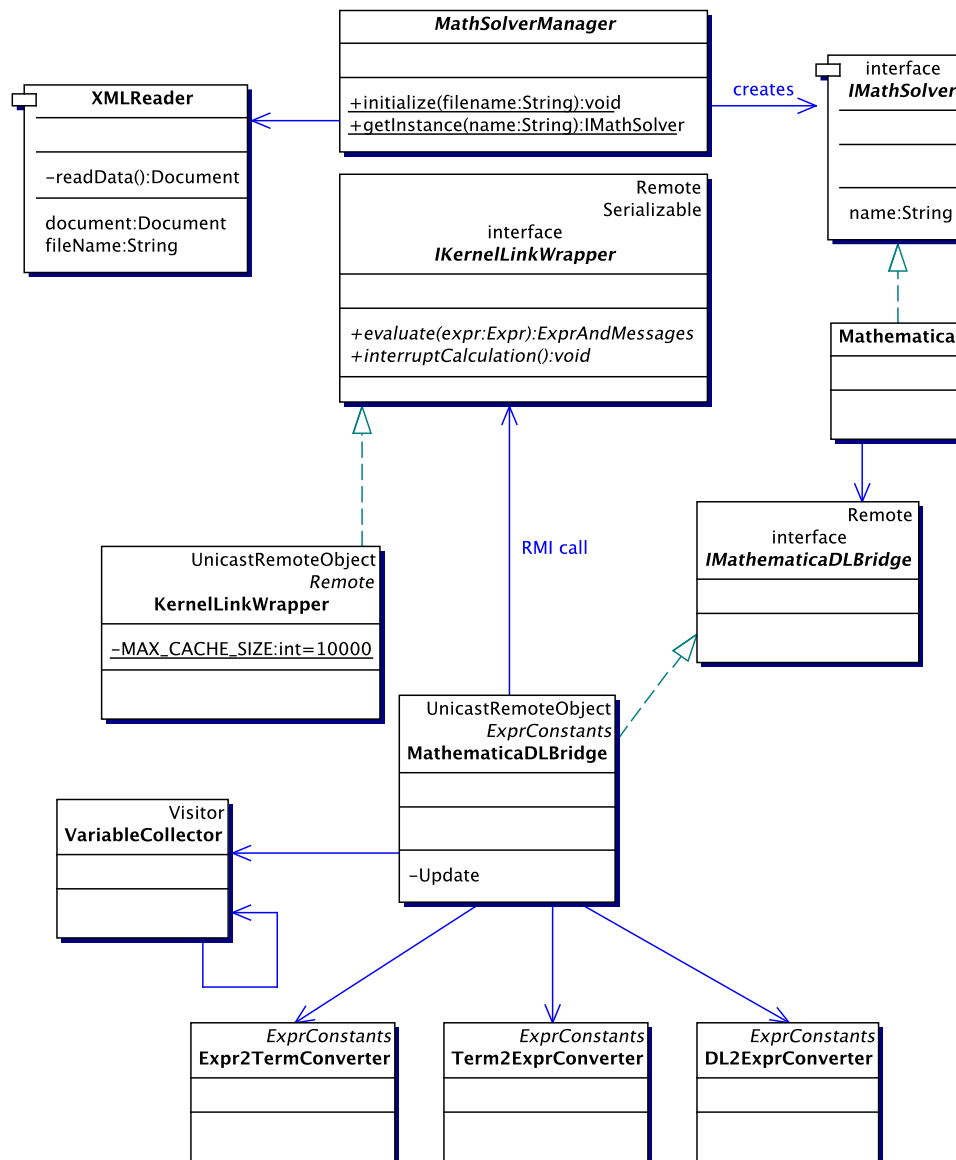 MathSolverManager
+initialize(filename:String):void
+getInstance(name:String):IMathSolver
creates
interface
IMathSolver
name:String
XMLReader
-readData():Document
document:Document
fileName:String
Remote
Serializable
interface
IKernelLinkWrapper
+evaluate(expr:Expr):ExprAndMessages
+interruptCalculation():void
Mathematica
Remote
interface
IMathematicaDLBridge
RMI call
UnicastRemoteObject
Remote
KernelLinkWrapper
-MAX_CACHE_SIZE:int=10000
UnicastRemoteObject
ExprConstants
MathematicaDLBridge
-Update
Visitor
VariableCollector
ExprConstants
Expr2TermConverter
ExprConstants
Term2ExprConverter
ExprConstants
DL2ExprConverter